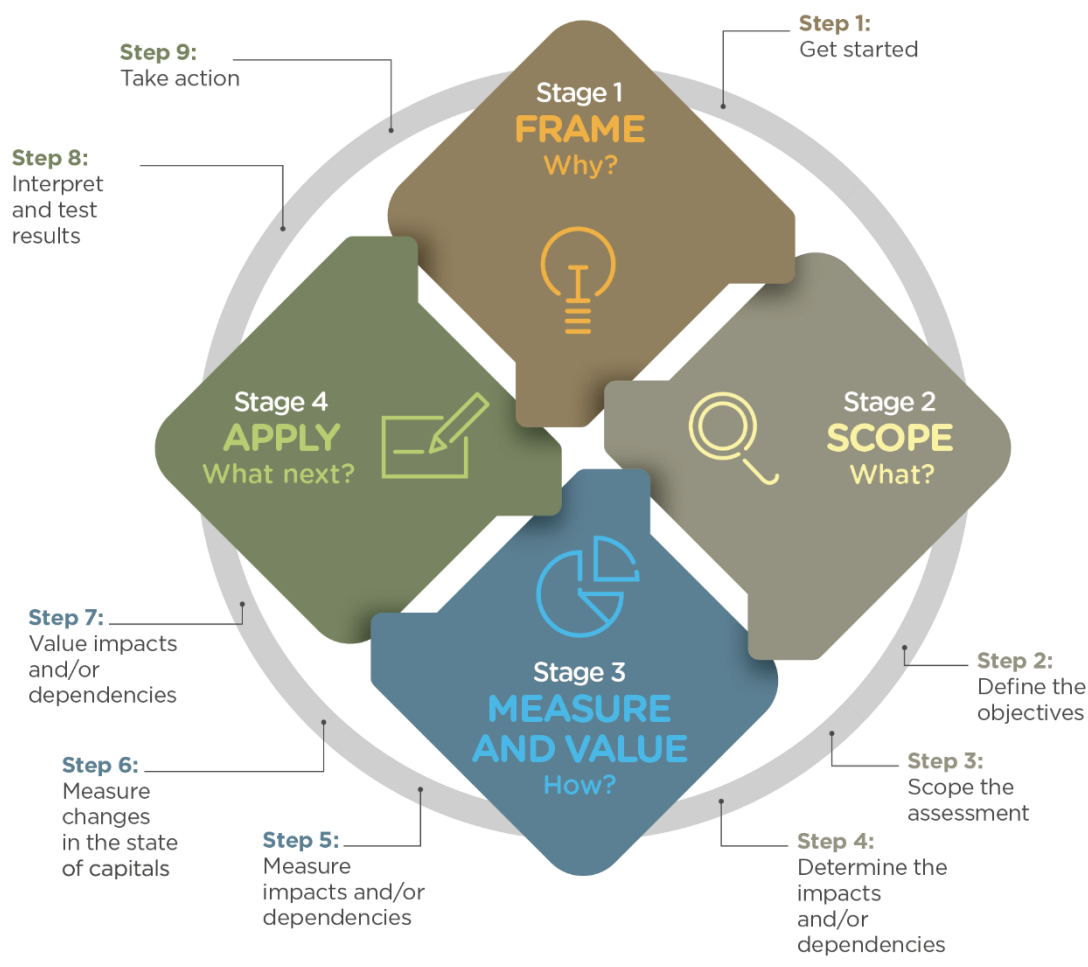 Stage 1
FRAME
Why?
Stage 2
SCOPE
What?
Stage 3
MEASURE
AND VALUE
How?
Stage 4
APPLY
What next?
Step 1:
Get started
Step 2:
Define the
objectives
Step 3:
Scope the
assessment
Step 4:
Determine the
impacts
and/or
dependencies
Step 5:
Measure
impacts and/or
dependencies
Step 6:
Measure
changes
in the state
of capitals
Step 7:
Value impacts
and/or
dependencies
Step 8:
Interpret
and test
results
Step 9:
Take action